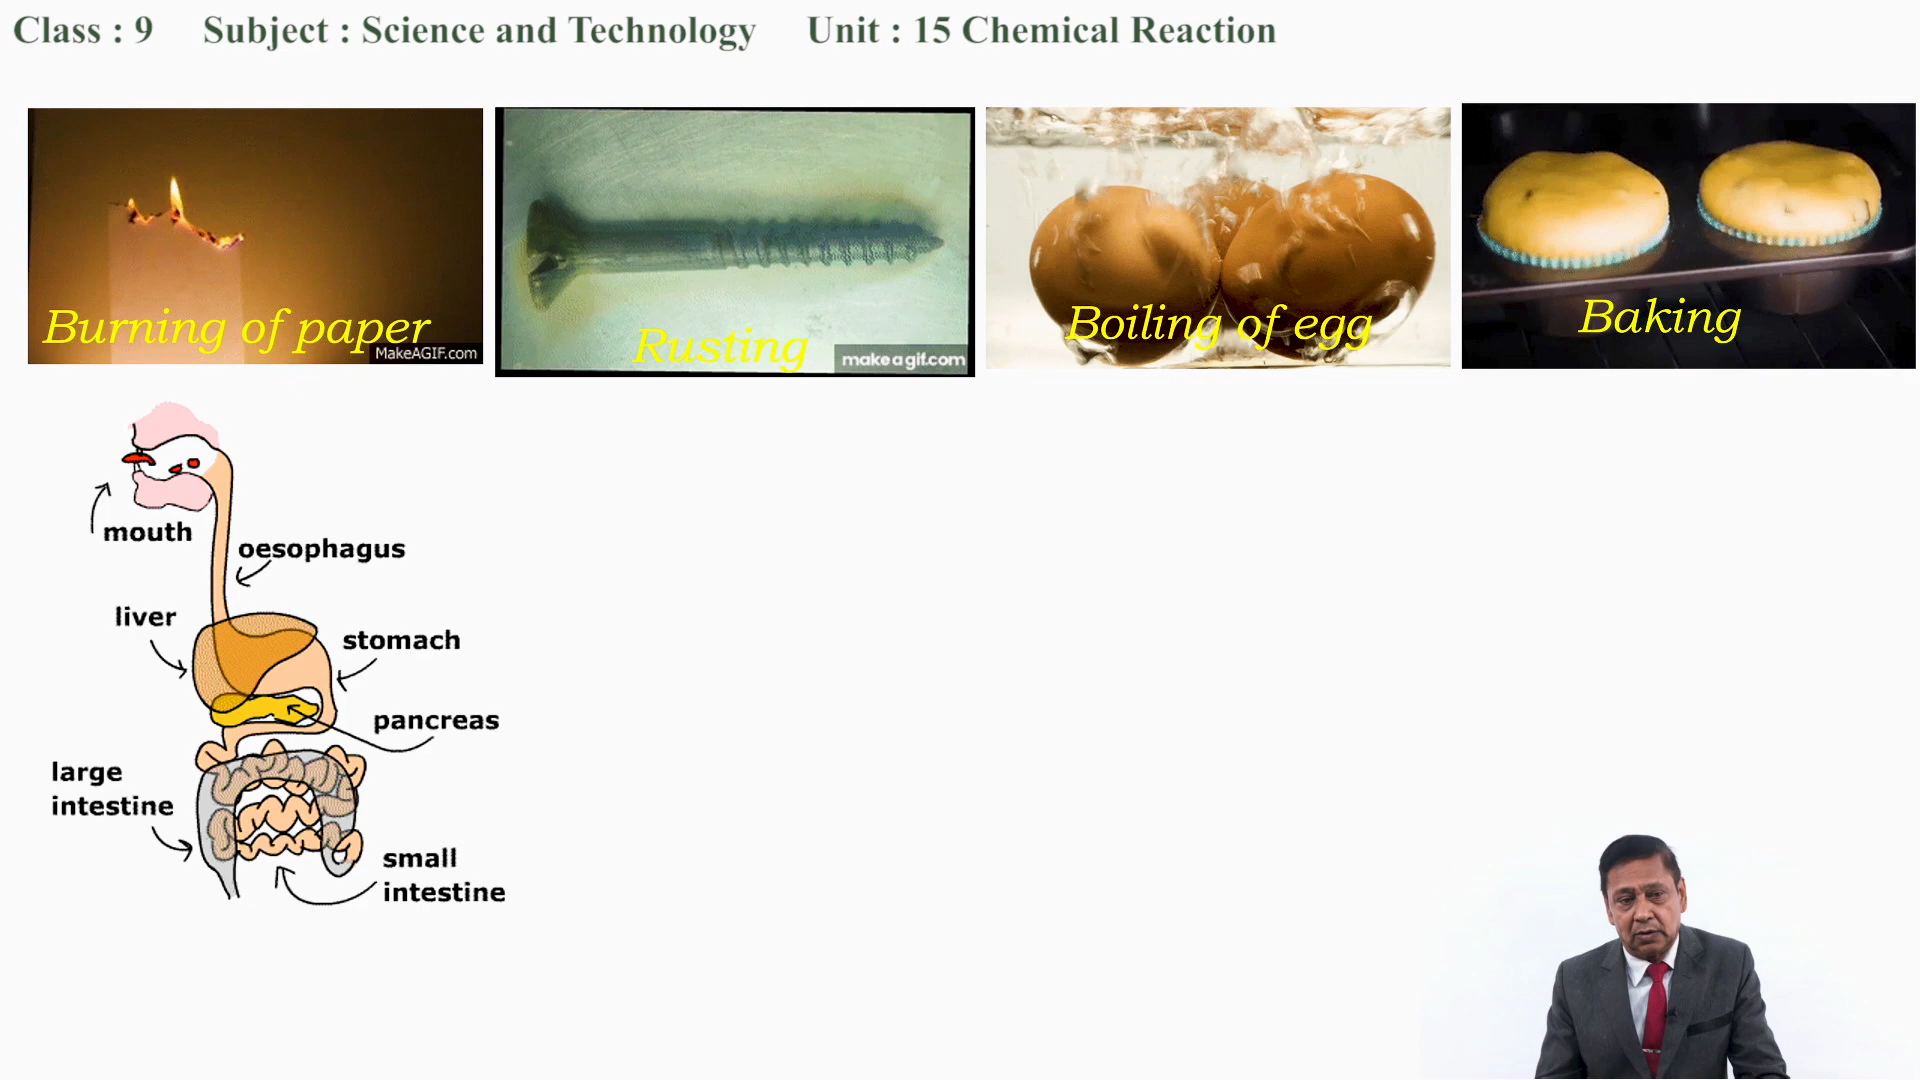 Class : 9 Subject : Science and Technology Unit : 15 Chemical Reaction
Burning of paper
MakeAGIF.com
Rusting
makeagif.com
Boiling of egg
Baking
mouth
oesophagus
liver
stomach
pancreas
large
intestine
small
intestine